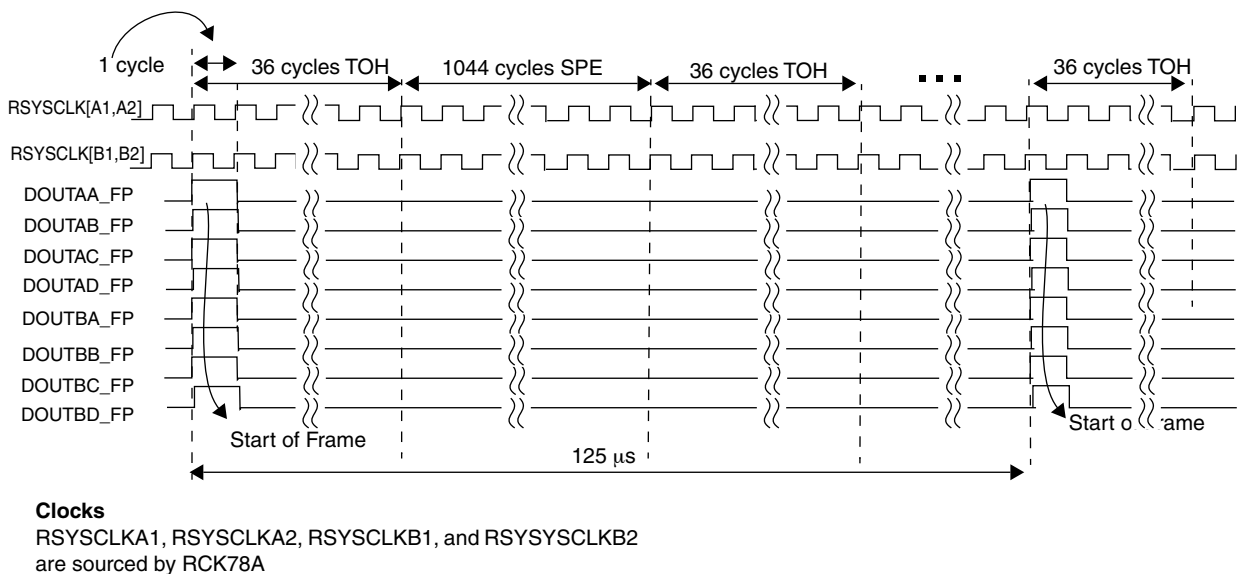 1 cycle
36 cycles TOH
1044 cycles SPE
36 cycles TOH
36 cycles TOH
RSYSCLK[A1,A2]
RSYSCLK[B1,B2]
DOUTAA_FP
DOUTAB_FP
DOUTAC_FP
DOUTAD_FP
DOUTBA_FP
DOUTBB_FP
DOUTBC_FP
DOUTBD_FP
Start of Frame
Start o rame
125 µs
Clocks
RSYSCLKA1, RSYSCLKA2, RSYSCLKB1, and RSYSYSCLKB2
are sourced by RCK78A